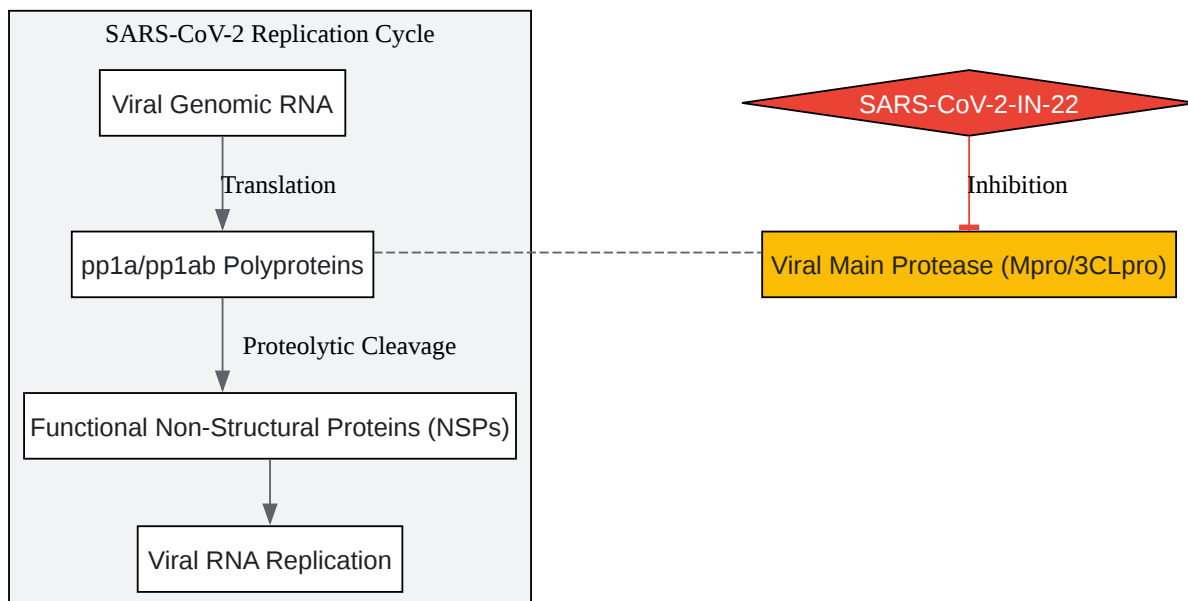 SARS-CoV-2 Replication Cycle
Viral Genomic RNA
Translation
pp1a/pp1ab Polyproteins
Proteolytic Cleavage
Functional Non-Structural Proteins (NSPs)
Viral RNA Replication
SARS-CoV-2-IN-22
Inhibition
Viral Main Protease (Mpro/3CLpro)